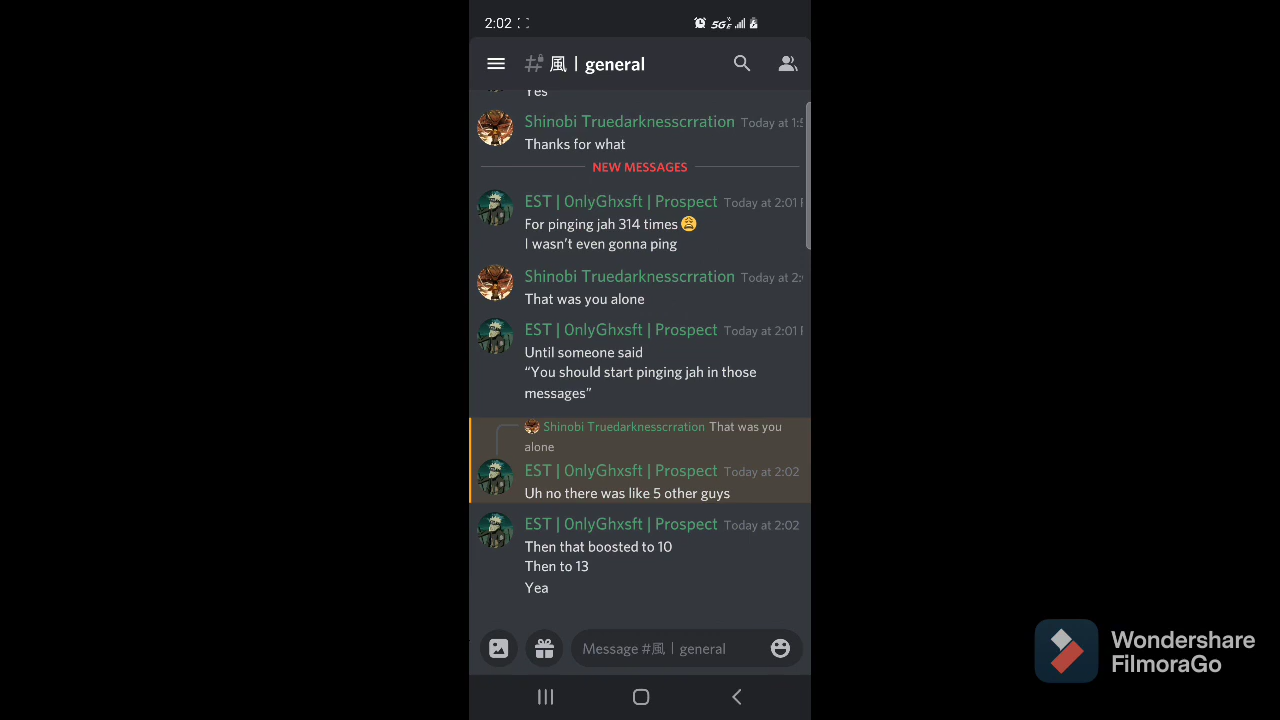 2:02
5GE
# 風 | general
Yes
Shinobi Truedarknesscrration Today at 1:5
Thanks for what
NEW MESSAGES
EST | 0nlyGhxsft | Prospect Today at 2:01
For pinging jah 314 times 😩
I wasn’t even gonna ping
Shinobi Truedarknesscrration Today at 2:
That was you alone
EST | 0nlyGhxsft | Prospect Today at 2:01
Until someone said
“You should start pinging jah in those
messages”
Shinobi Truedarknesscrration That was you
alone
EST | 0nlyGhxsft | Prospect Today at 2:02
Uh no there was like 5 other guys
EST | 0nlyGhxsft | Prospect Today at 2:02
Then that boosted to 10
Then to 13
Yea
Message #風 | general
Wondershare
FilmoraGo